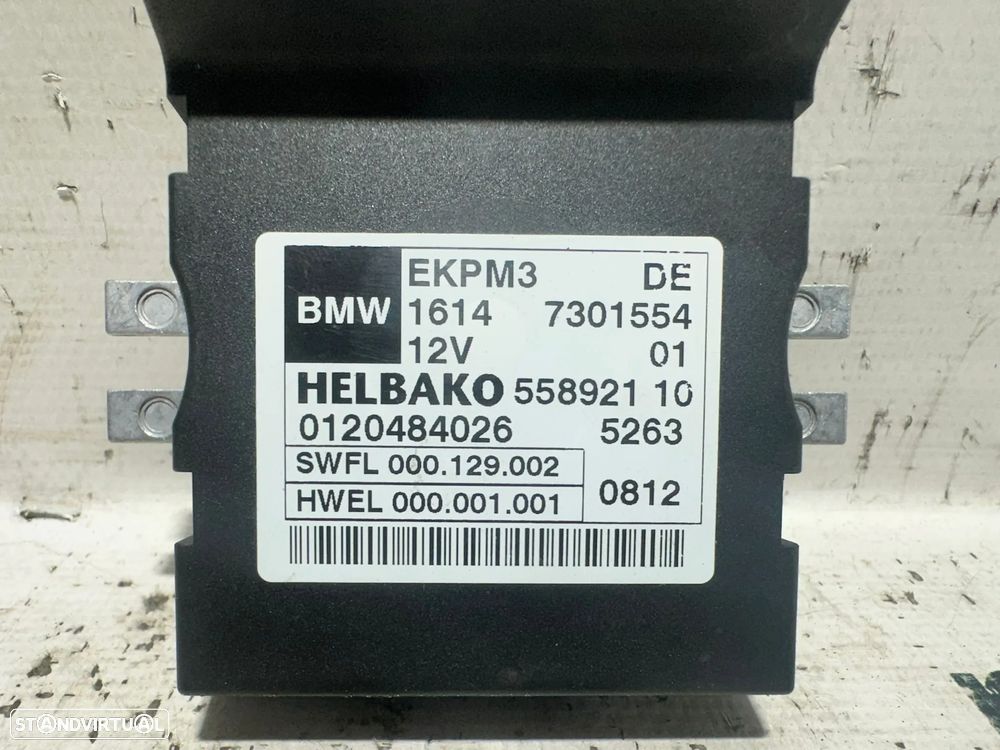 BMW
EKPM3 DE
1614 7301554
12V 01
HELBAKO 558921 10
0120484026 5263
SWFL 000.129.002
HWEL 000.001.001
0812
STANDVIRTUAL